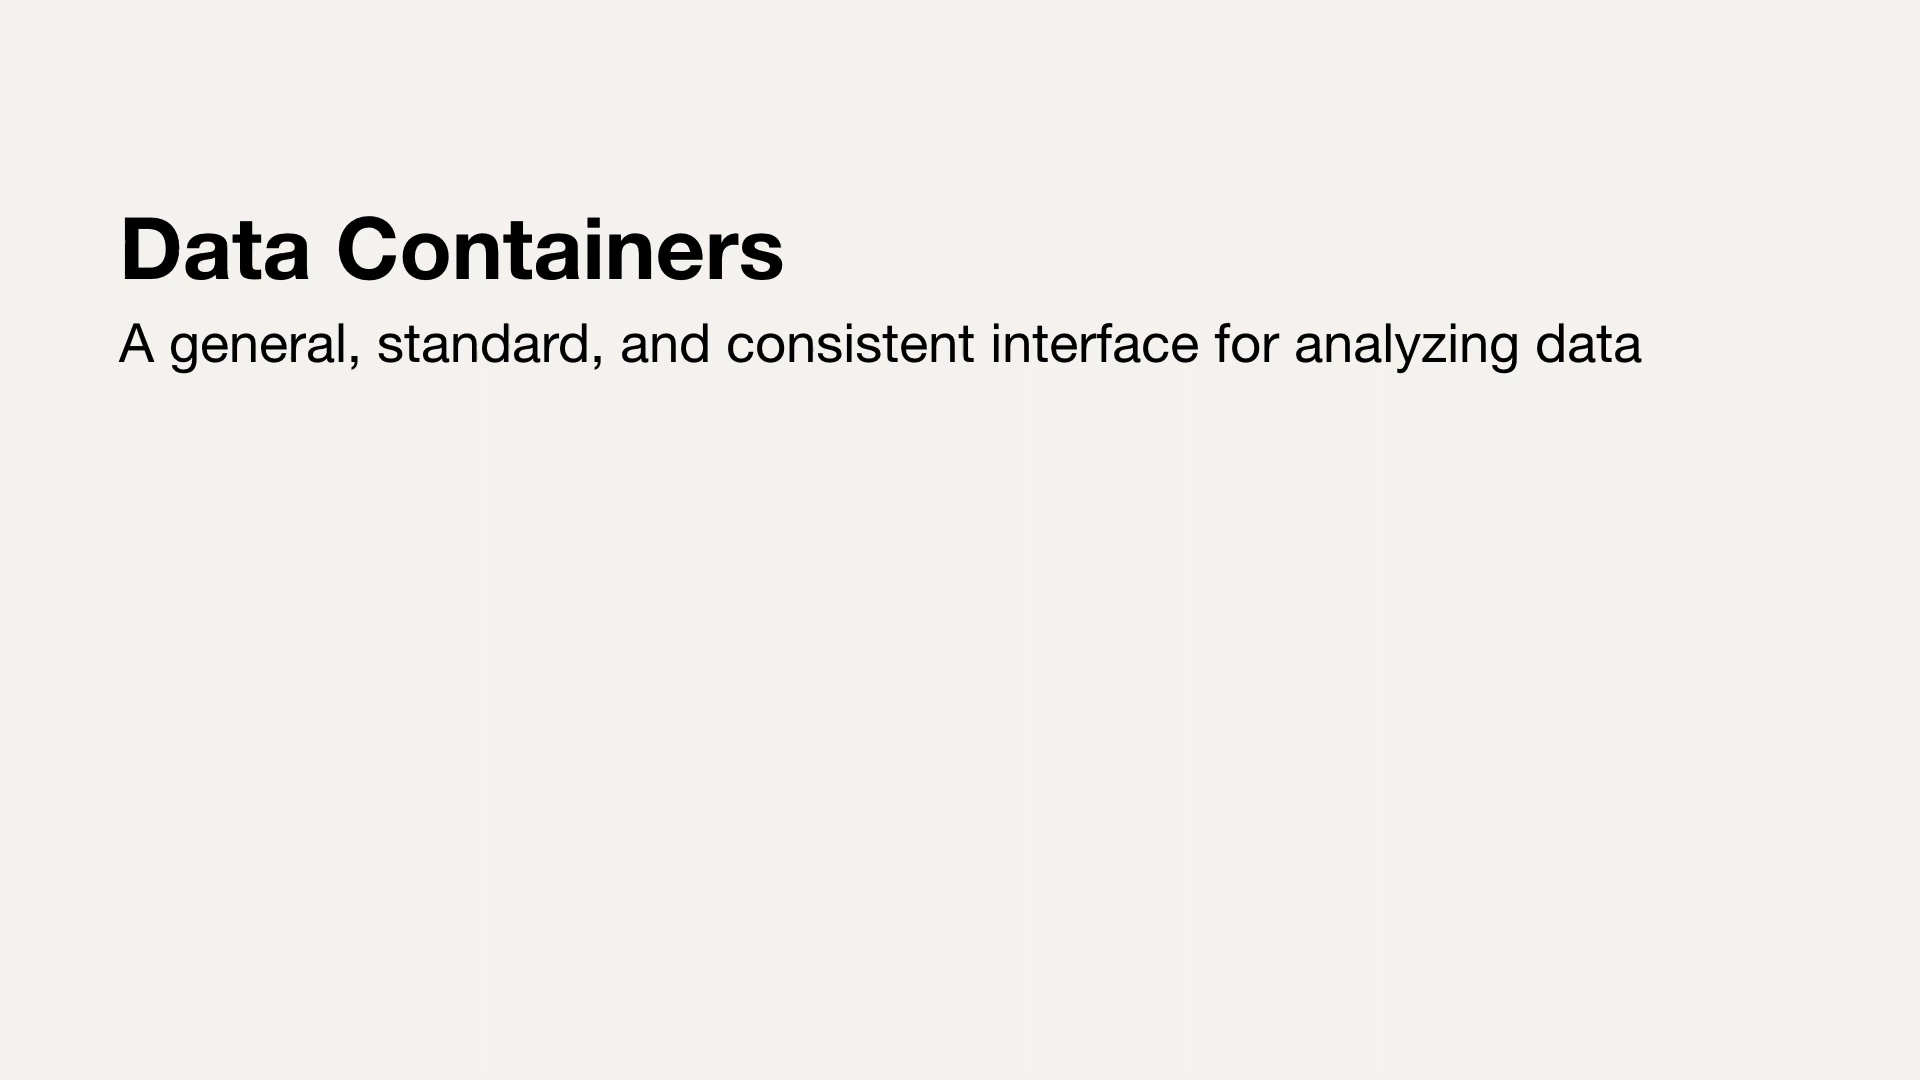 Data Containers
A general, standard, and consistent interface for analyzing data